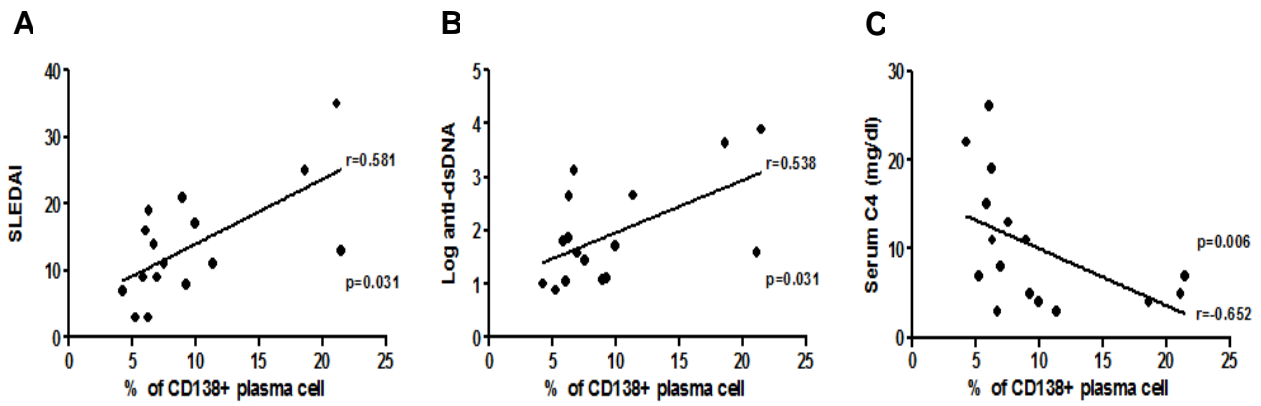 A
SLEDAI
40
30
20
10
0
r=0.581
p=0.031
0 5 10 15 20 25
% of CD138+ plasma cell
B
Log anti-dsDNA
5
4
3
2
1
0
r=0.538
p=0.031
0 5 10 15 20 25
% of CD138+ plasma cell
C
Serum C4 (mg/dl)
30
20
10
0
p=0.006
r=-0.652
0 5 10 15 20 25
% of CD138+ plasma cell